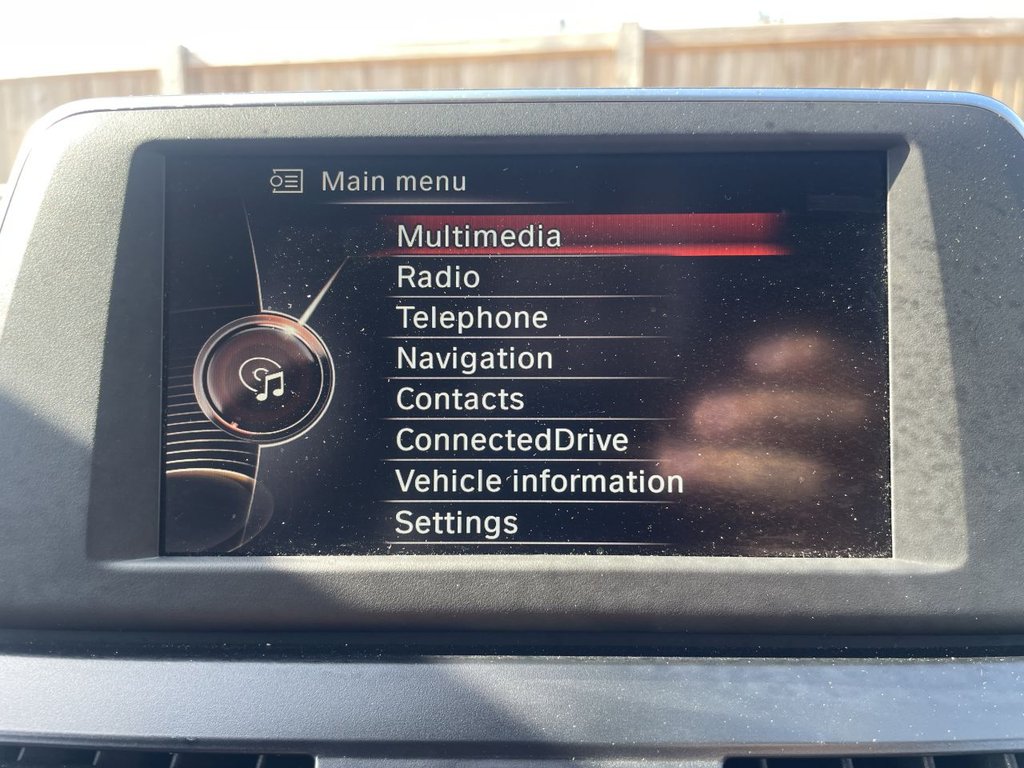 Main menu
Multimedia
Radio
Telephone
Navigation
Contacts
ConnectedDrive
Vehicle information
Settings